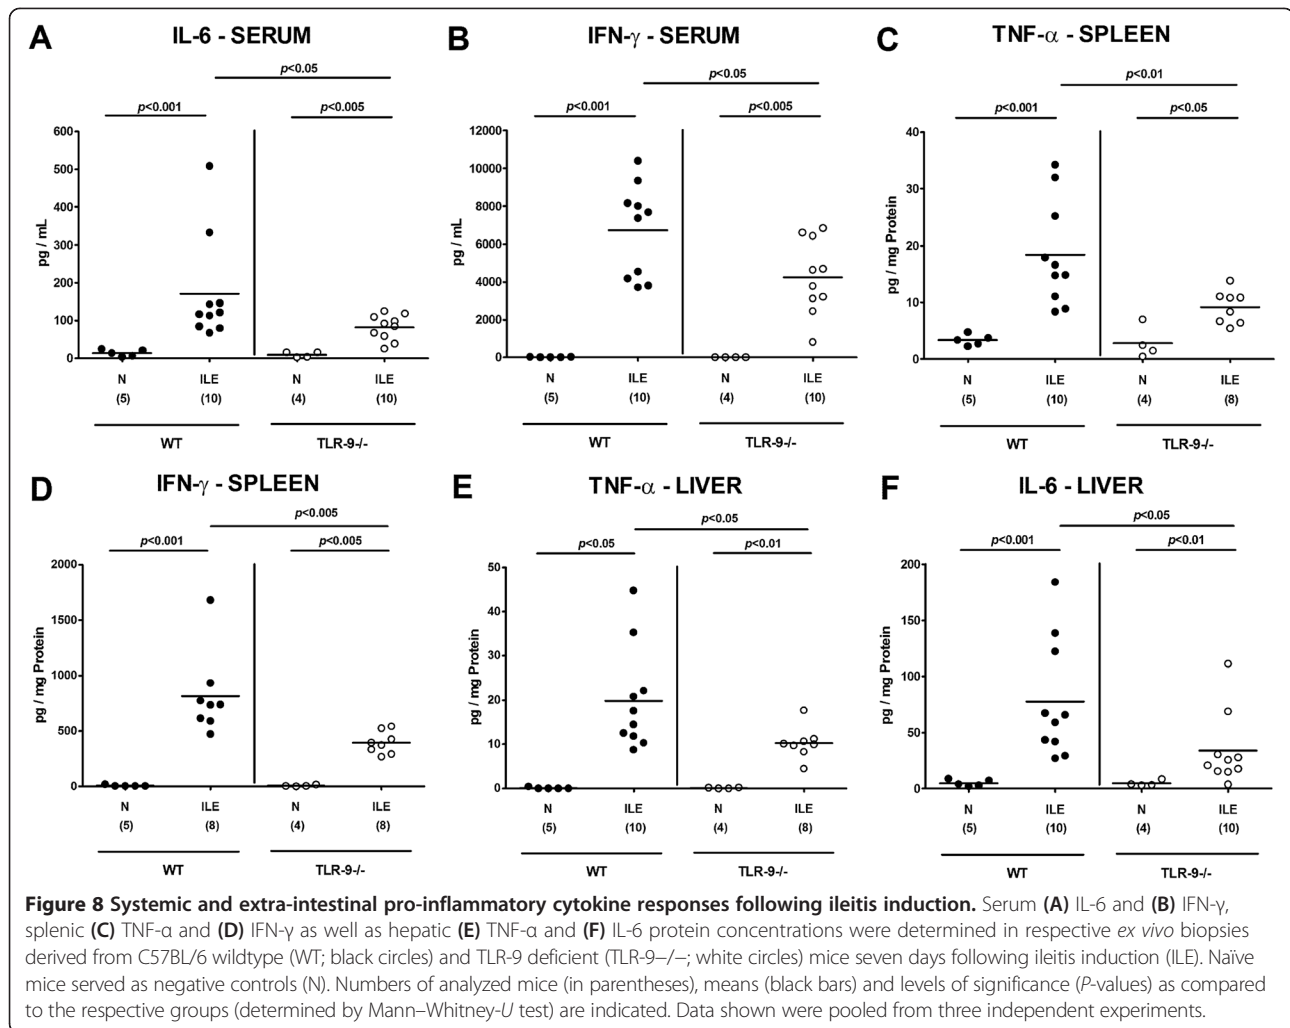 A IL-6 - SERUM
p<0.05
p<0.001 p<0.005
600
500
400
300
200
100
0
pg / mL
N ILE N ILE
(5) (10) (4) (10)
WT TLR-9-/-
B IFN-γ - SERUM
p<0.05
p<0.001 p<0.005
12000
10000
8000
6000
4000
2000
0
pg / mL
N ILE N ILE
(5) (10) (4) (10)
WT TLR-9-/-
C TNF-α - SPLEEN
p<0.01
p<0.001 p<0.05
40
30
20
10
0
pg / mg Protein
N ILE N ILE
(5) (10) (4) (8)
WT TLR-9-/-
D IFN-γ - SPLEEN
p<0.005
p<0.001 p<0.005
2000
1500
1000
500
0
pg / mg Protein
N ILE N ILE
(5) (8) (4) (8)
WT TLR-9-/-
E TNF-α - LIVER
p<0.05
p<0.05 p<0.01
50
40
30
20
10
0
pg / mg Protein
N ILE N ILE
(5) (10) (4) (8)
WT TLR-9-/-
F IL-6 - LIVER
p<0.05
p<0.001 p<0.01
200
150
100
50
0
pg / mg Protein
N ILE N ILE
(5) (10) (4) (10)
WT TLR-9-/-
Figure 8 Systemic and extra-intestinal pro-inflammatory cytokine responses following ileitis induction. Serum (A) IL-6 and (B) IFN-γ,
splenic (C) TNF-α and (D) IFN-γ as well as hepatic (E) TNF-α and (F) IL-6 protein concentrations were determined in respective ex vivo biopsies
derived from C57BL/6 wildtype (WT; black circles) and TLR-9 deficient (TLR-9−/−; white circles) mice seven days following ileitis induction (ILE). Naïve
mice served as negative controls (N). Numbers of analyzed mice (in parentheses), means (black bars) and levels of significance (P-values) as compared
to the respective groups (determined by Mann–Whitney-U test) are indicated. Data shown were pooled from three independent experiments.